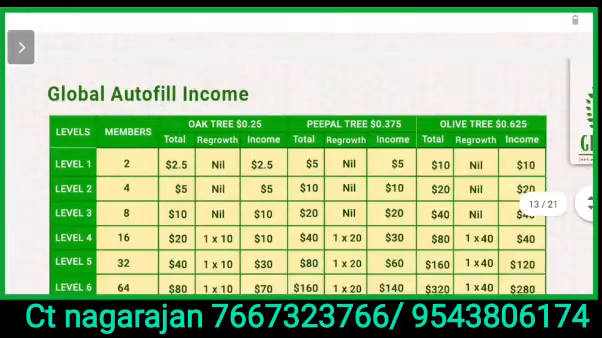 Global Autofill Income
LEVELS MEMBERS OAK TREE $0.25 PEEPAL TREE $0.375 OLIVE TREE $0.625
Total Regrowth Income Total Regrowth Income Total Regrowth Income
LEVEL 1 2 $2.5 Nil $2.5 $5 Nil $5 $10 Nil $10
LEVEL 2 4 $5 Nil $5 $10 Nil $10 $20 Nil $20
LEVEL 3 8 $10 Nil $10 $20 Nil $20 $40 Nil
13 / 21
LEVEL 4 16 $20 1 x 10 $10 $40 1 x 20 $30 $80 1 x 40 $40
LEVEL 5 32 $40 1 x 10 $30 $80 1 x 20 $60 $160 1 x 40 $120
LEVEL 6 64 $80 1 x 10 $70 $160 1 x 20 $140 $320 1 x 40 $280
Ct nagarajan 7667323766/ 9543806174